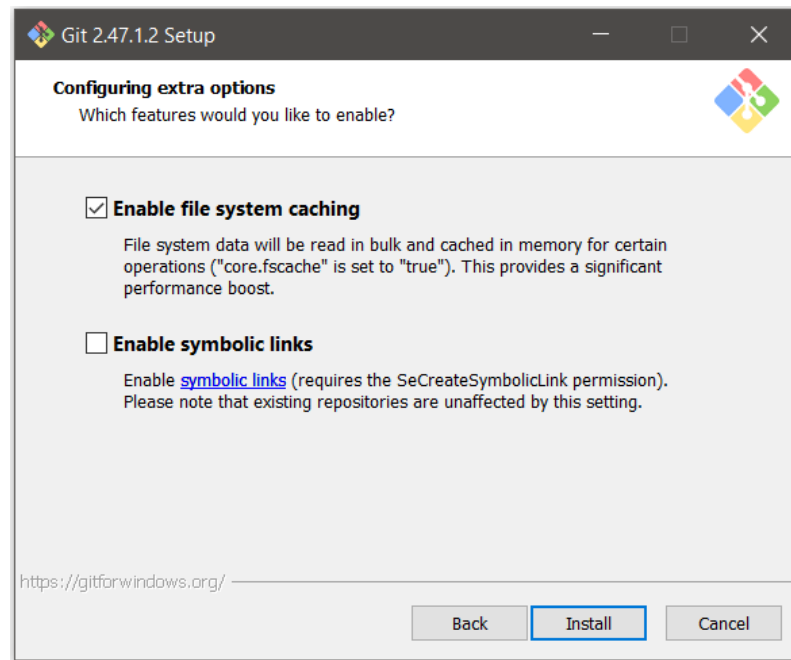 Git 2.47.1.2 Setup
Configuring extra options
Which features would you like to enable?
Enable file system caching
File system data will be read in bulk and cached in memory for certain
operations ("core.fscache" is set to "true"). This provides a significant
performance boost.
Enable symbolic links
Enable symbolic links (requires the SeCreateSymbolicLink permission).
Please note that existing repositories are unaffected by this setting.
https://gitforwindows.org/
Back Install Cancel